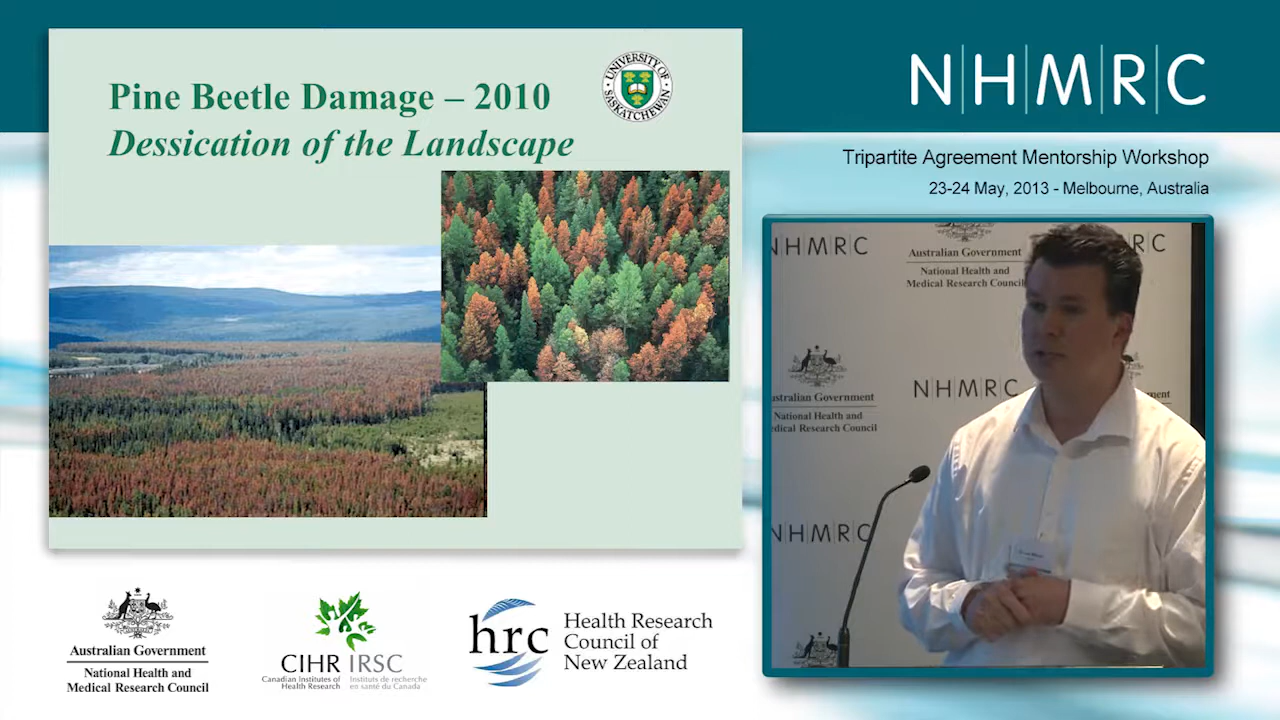 Pine Beetle Damage – 2010
Dessication of the Landscape
UNIVERSITY OF
SASKATCHEWAN
NHMRC
Tripartite Agreement Mentorship Workshop
23-24 May, 2013 - Melbourne, Australia
NHMRC
Australian Government
National Health and
Medical Research Council
RC
NHMRC
stralian Government
National Health and
edical Research Council
NHMRC
Australian Government
National Health and
Medical Research Council
CIHR IRSC
Canadian Institutes of
Health Research
Instituts de recherche
en santé du Canada
hrc
Health Research
Council of
New Zealand